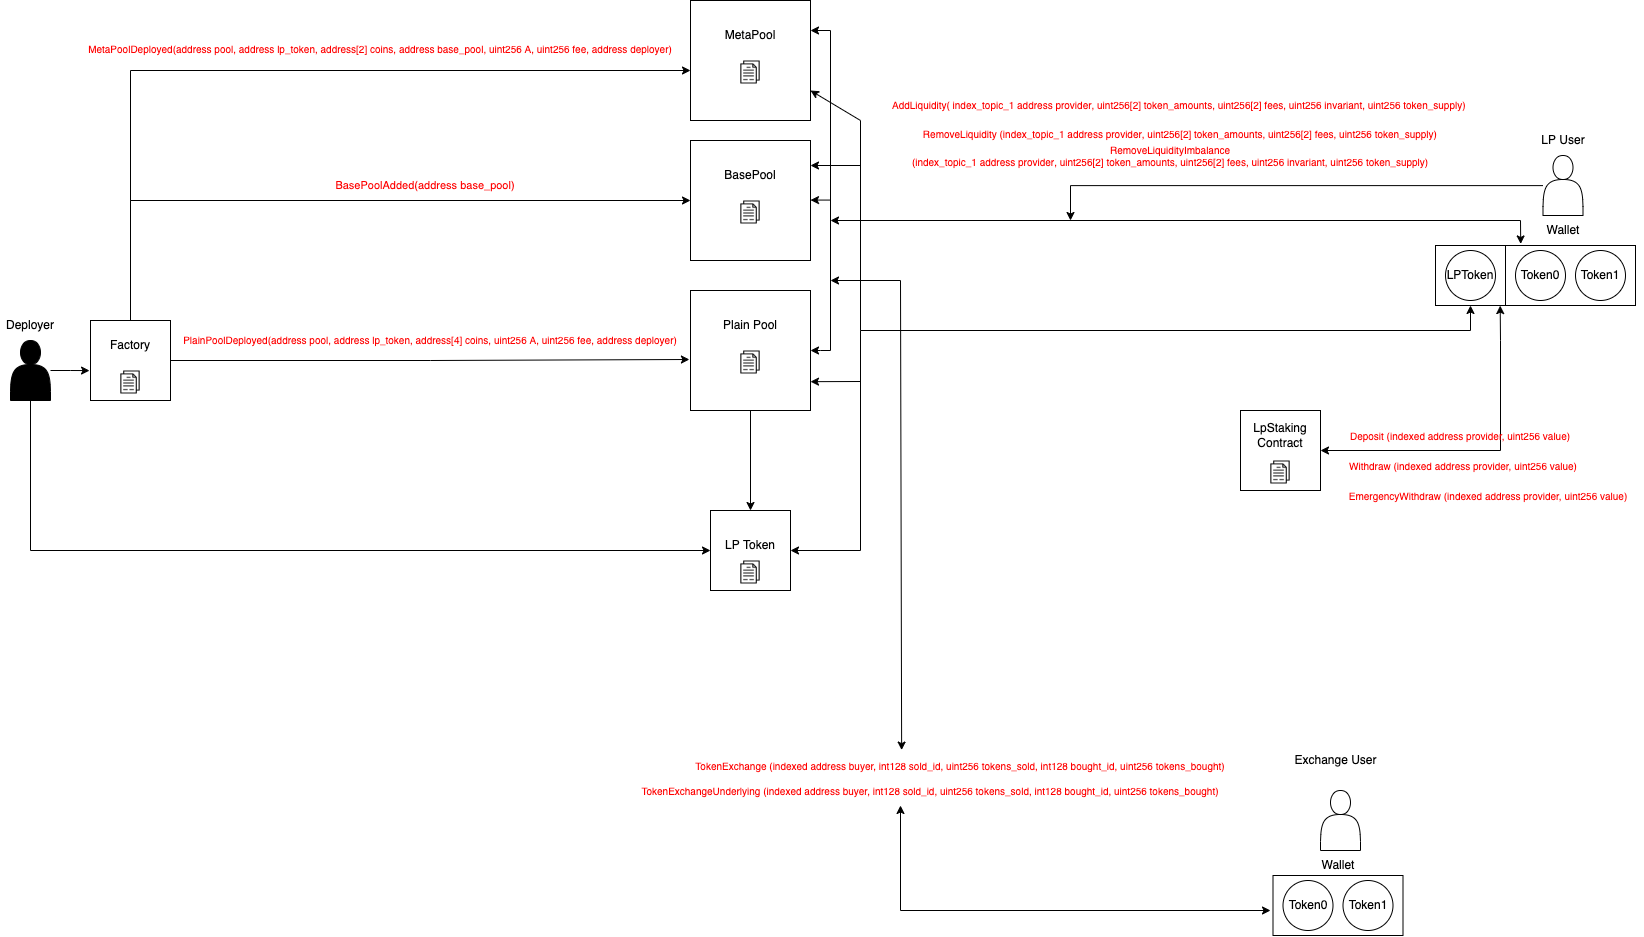 MetaPool
MetaPoolDeployed(address pool, address lp_token, address[2] coins, address base_pool, uint256 A, uint256 fee, address deployer)
AddLiquidity( index_topic_1 address provider, uint256[2] token_amounts, uint256[2] fees, uint256 invariant, uint256 token_supply)
RemoveLiquidity (index_topic_1 address provider, uint256[2] token_amounts, uint256[2] fees, uint256 token_supply)
RemoveLiquidityImbalance
(index_topic_1 address provider, uint256[2] token_amounts, uint256[2] fees, uint256 invariant, uint256 token_supply)
LP User
Wallet
BasePool
BasePoolAdded(address base_pool)
LPToken
Token0
Token1
Deployer
Factory
PlainPoolDeployed(address pool, address lp_token, address[4] coins, uint256 A, uint256 fee, address deployer)
Plain Pool
LpStaking
Contract
Deposit (indexed address provider, uint256 value)
Withdraw (indexed address provider, uint256 value)
EmergencyWithdraw (indexed address provider, uint256 value)
LP Token
TokenExchange (indexed address buyer, int128 sold_id, uint256 tokens_sold, int128 bought_id, uint256 tokens_bought)
TokenExchangeUnderlying (indexed address buyer, int128 sold_id, uint256 tokens_sold, int128 bought_id, uint256 tokens_bought)
Exchange User
Wallet
Token0
Token1